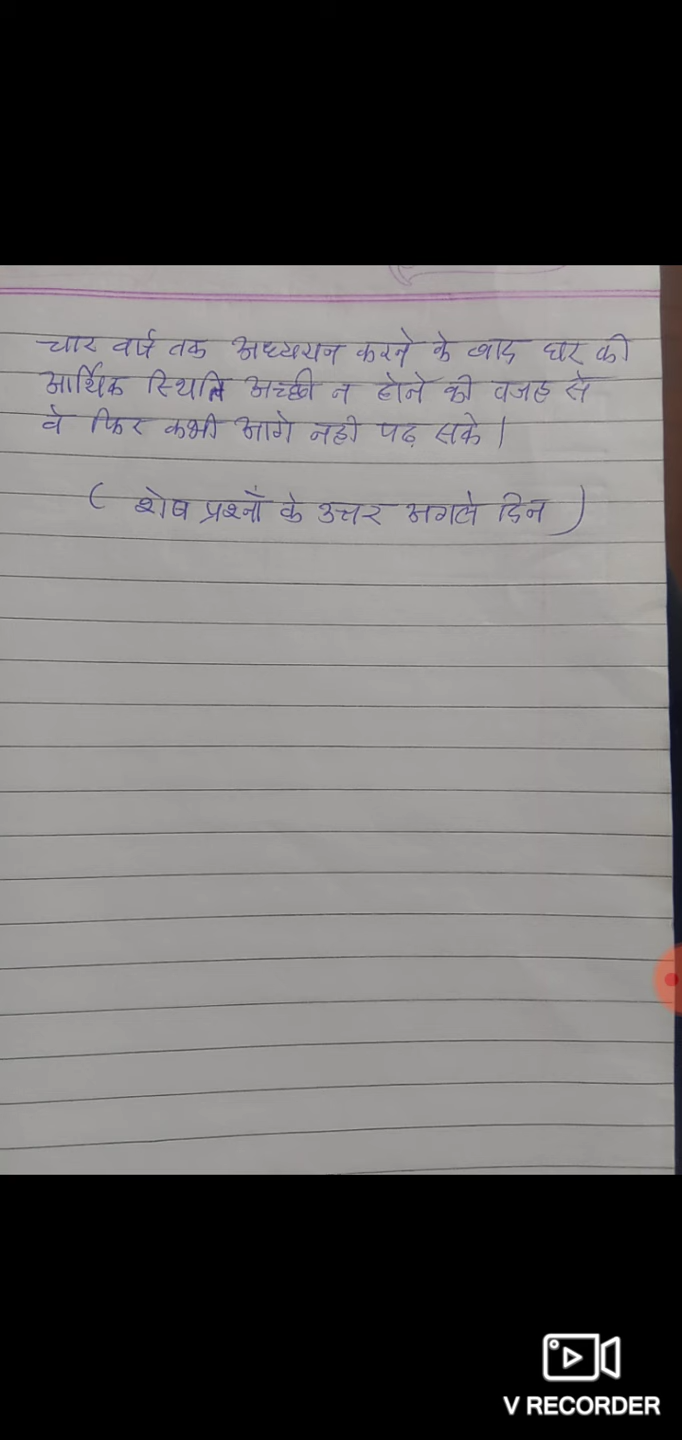 चार वर्ष तक अध्ययन करने के बाद घर की
आर्थिक स्थिति अच्छी न होने की वजह से
वे फिर कभी आगे नही पढ़ सके।
( शेष प्रश्नों के उत्तर अगले दिन )
V RECORDER